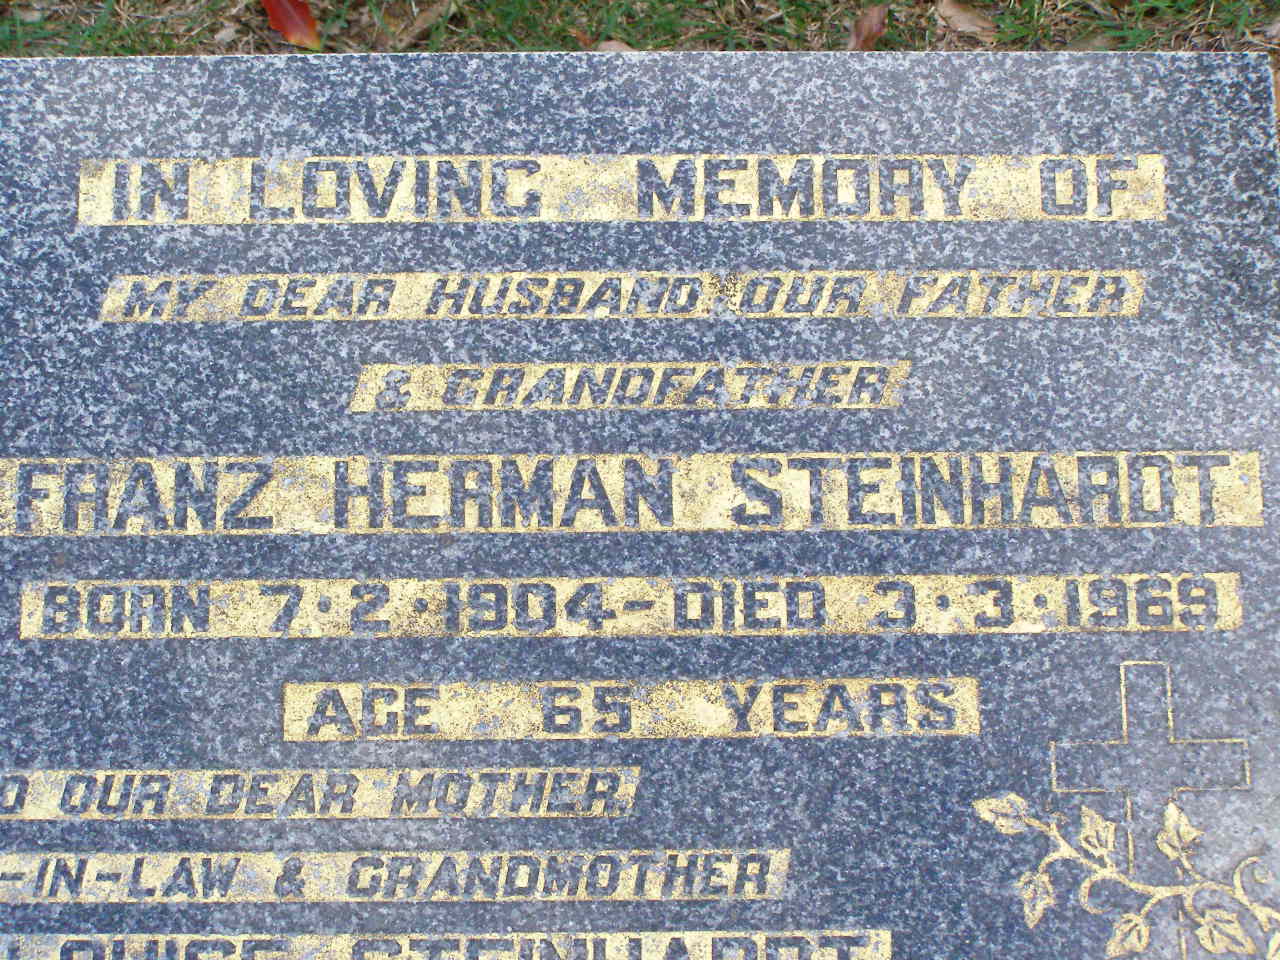 IN LOVING MEMORY OF
MY DEAR HUSBAND·OUR FATHER
& GRANDFATHER
FRANZ HERMAN STEINHARDT
BORN 7·2·1904–DIED 3·3·1969
AGE 65 YEARS
OUR DEAR MOTHER
-IN-LAW & GRANDMOTHER
STEINHARDT